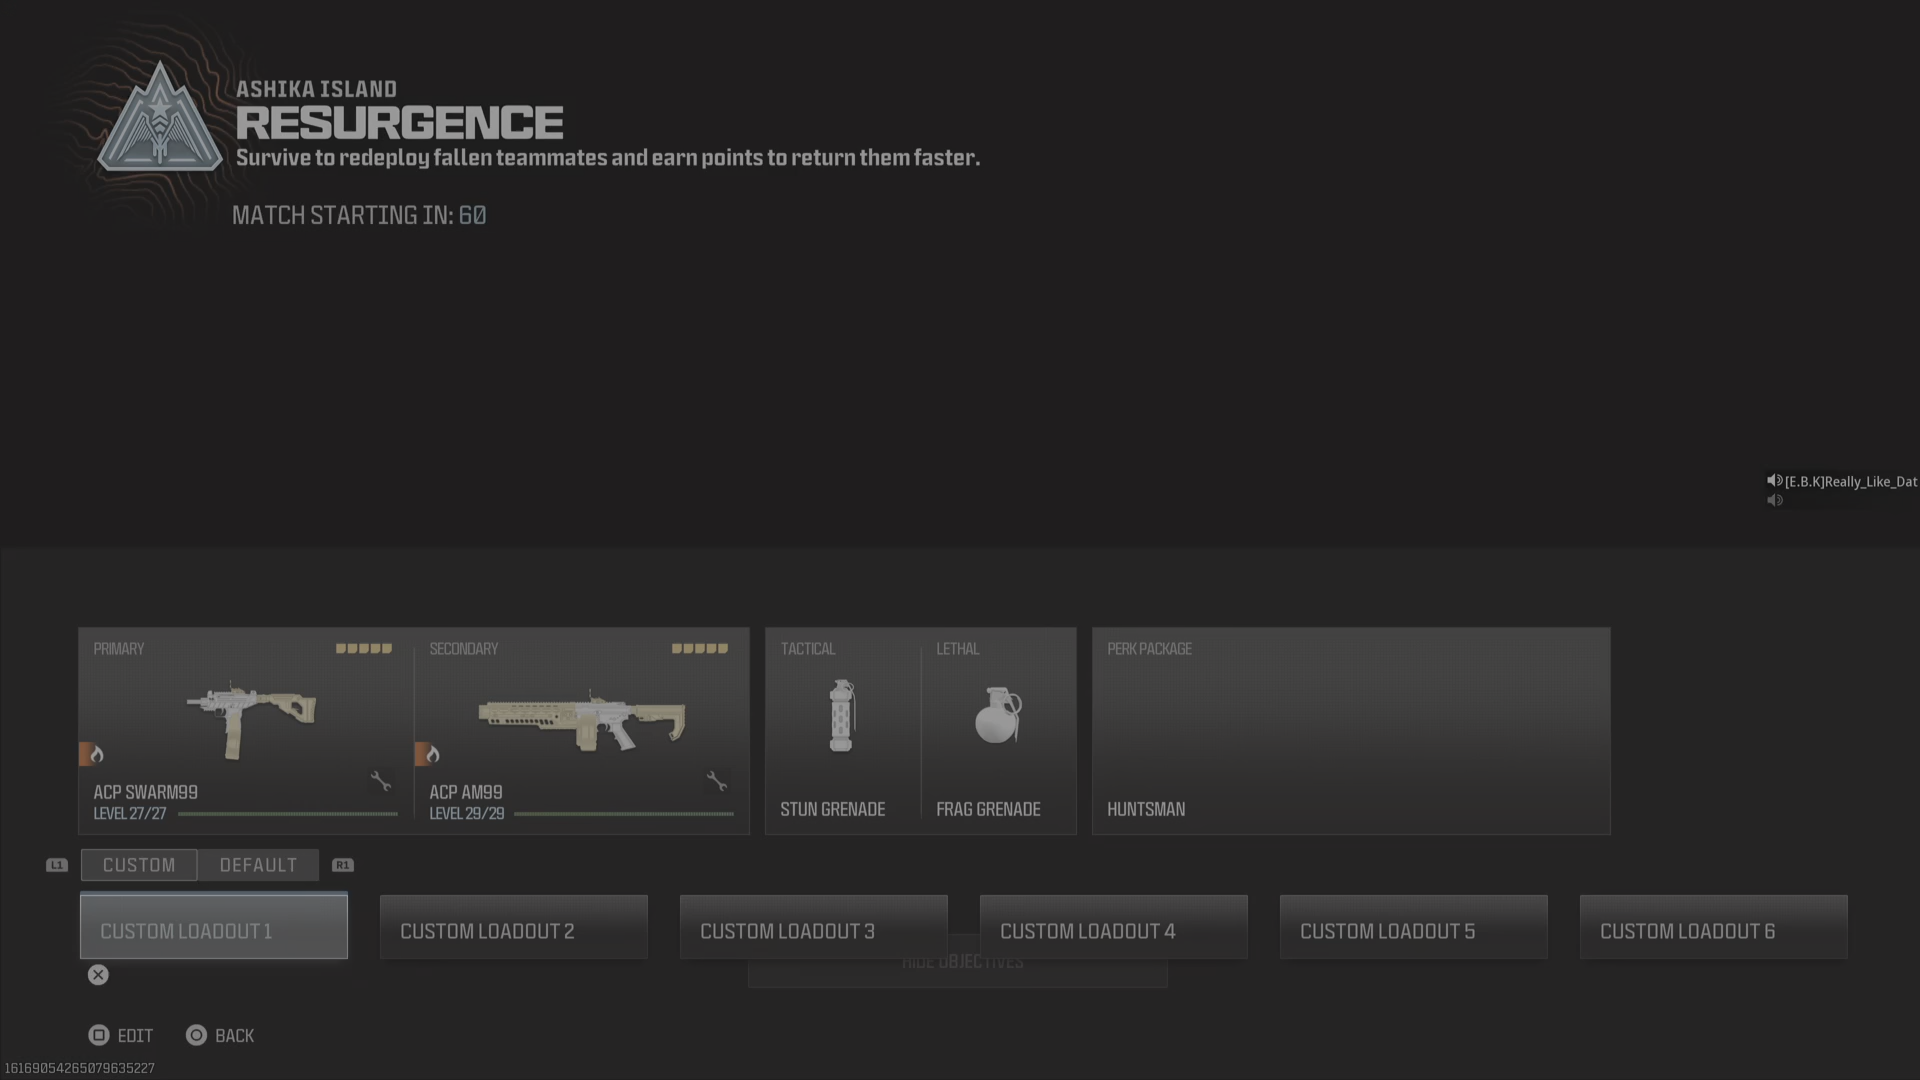 ASHIKA ISLAND
RESURGENCE
Survive to redeploy fallen teammates and earn points to return them faster.
MATCH STARTING IN: 60
[E.B.K]Really_Like_Dat
PRIMARY
SECONDARY
TACTICAL
LETHAL
PERK PACKAGE
ACP SWARM99
LEVEL 27/27
ACP AM99
LEVEL 29/29
STUN GRENADE
FRAG GRENADE
HUNTSMAN
L1
CUSTOM
DEFAULT
R1
CUSTOM LOADOUT 1
CUSTOM LOADOUT 2
CUSTOM LOADOUT 3
CUSTOM LOADOUT 4
CUSTOM LOADOUT 5
CUSTOM LOADOUT 6
HIDE OBJECTIVES
EDIT
BACK
16169054265079635227